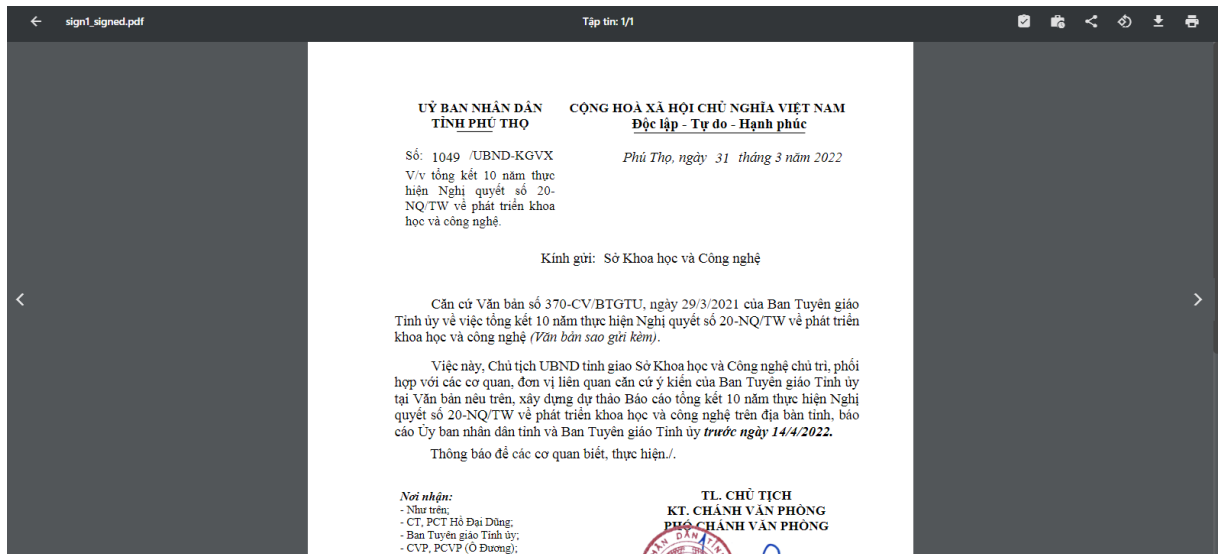 sign1_signed.pdf
Tập tin: 1/1
UỶ BAN NHÂN DÂN
TỈNH PHÚ THỌ
CỘNG HOÀ XÃ HỘI CHỦ NGHĨA VIỆT NAM
Độc lập - Tự do - Hạnh phúc
Số: 1049 /UBND-KGVX
Phú Thọ, ngày 31 tháng 3 năm 2022
V/v tổng kết 10 năm thực
hiện Nghị quyết số 20-
NQ/TW về phát triển khoa
học và công nghệ.
Kính gửi: Sở Khoa học và Công nghệ
Căn cứ Văn bản số 370-CV/BTGTU, ngày 29/3/2021 của Ban Tuyên giáo
Tỉnh ủy về việc tổng kết 10 năm thực hiện Nghị quyết số 20-NQ/TW về phát triển
khoa học và công nghệ (Văn bản sao gửi kèm).
Việc này, Chủ tịch UBND tỉnh giao Sở Khoa học và Công nghệ chủ trì, phối
hợp với các cơ quan, đơn vị liên quan căn cứ ý kiến của Ban Tuyên giáo Tỉnh ủy
tại Văn bản nêu trên, xây dựng dự thảo Báo cáo tổng kết 10 năm thực hiện Nghị
quyết số 20-NQ/TW về phát triển khoa học và công nghệ trên địa bàn tỉnh, báo
cáo Ủy ban nhân dân tỉnh và Ban Tuyên giáo Tỉnh ủy trước ngày 14/4/2022.
Thông báo để các cơ quan biết, thực hiện./.
Nơi nhận:
- Như trên;
- CT, PCT Hồ Đại Dũng;
- Ban Tuyên giáo Tỉnh ủy;
- CVP, PCVP (Ô Đương);
TL. CHỦ TỊCH
KT. CHÁNH VĂN PHÒNG
PHÓ CHÁNH VĂN PHÒNG